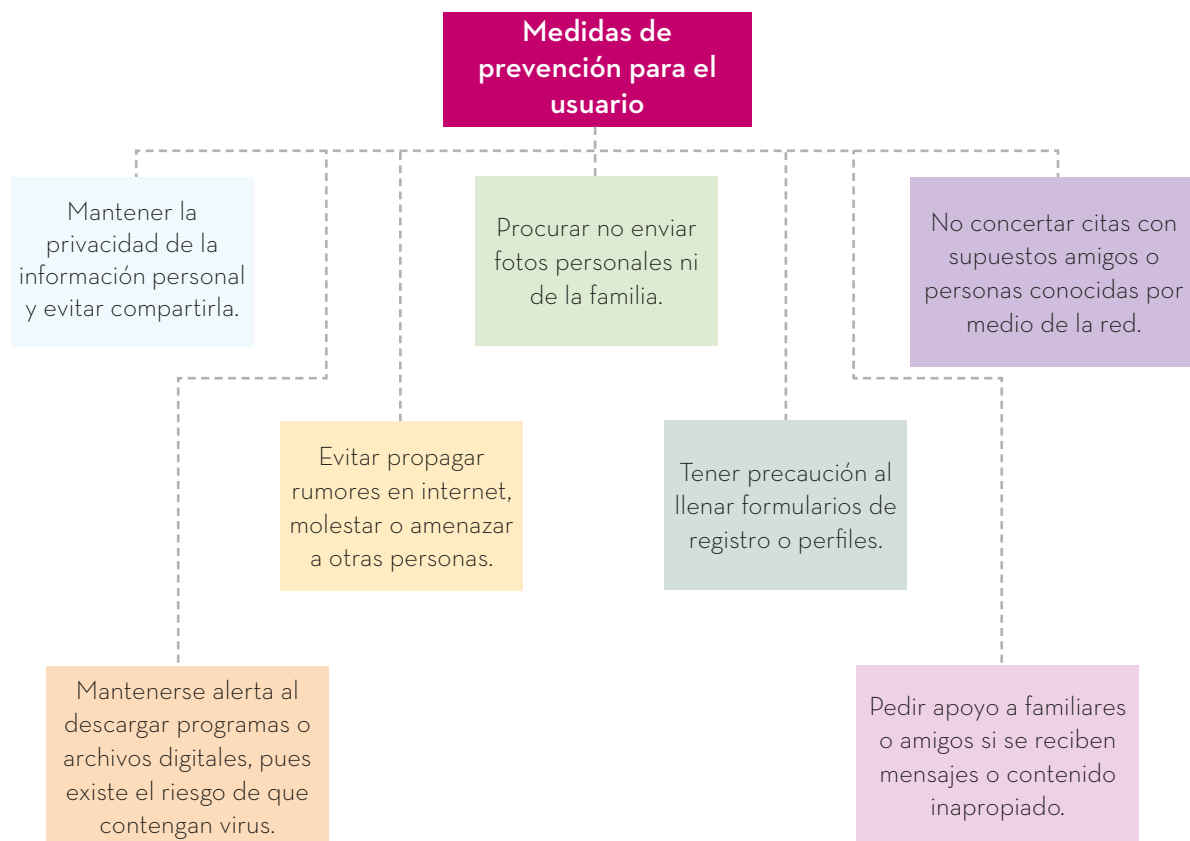 Medidas de
prevención para el
usuario
Mantener la
privacidad de la
información personal
y evitar compartirla.
Procurar no enviar
fotos personales ni
de la familia.
No concertar citas con
supuestos amigos o
personas conocidas por
medio de la red.
Evitar propagar
rumores en internet,
molestar o amenazar
a otras personas.
Tener precaución al
llenar formularios de
registro o perfiles.
Mantenerse alerta al
descargar programas o
archivos digitales, pues
existe el riesgo de que
contengan virus.
Pedir apoyo a familiares
o amigos si se reciben
mensajes o contenido
inapropiado.